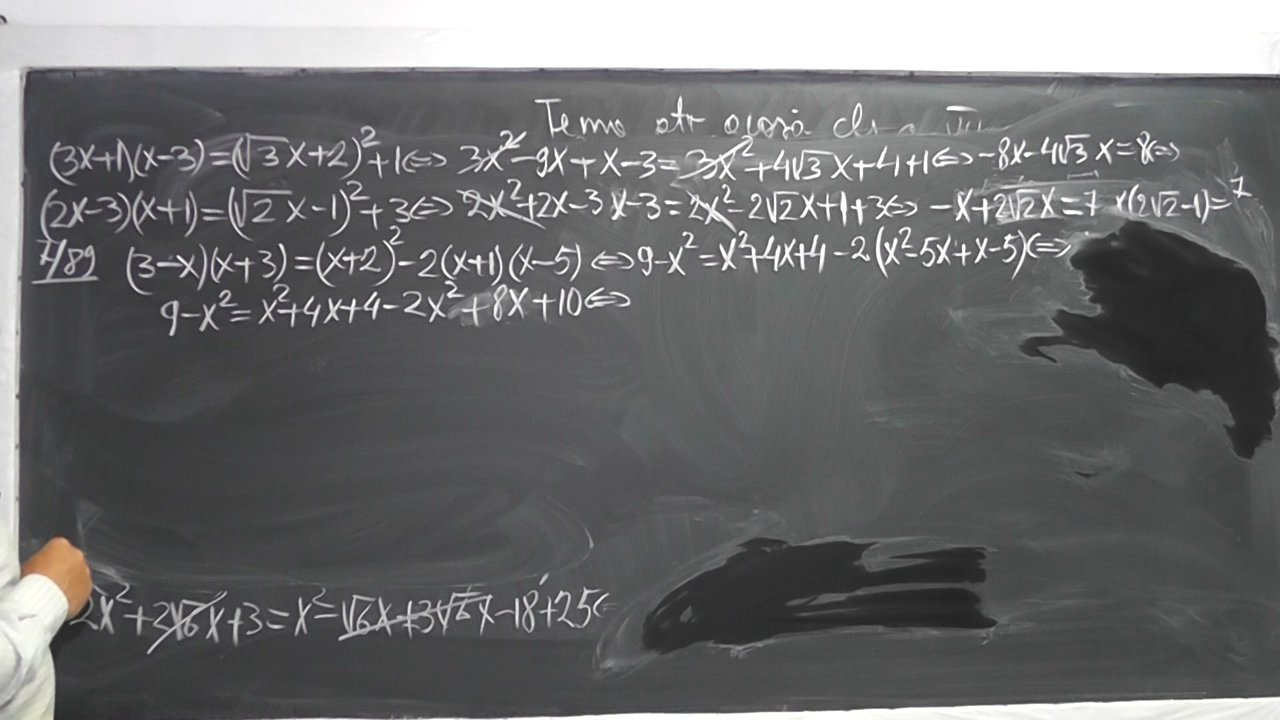 Tema
(3x+1)(x-3)=(√3x+2)²+1⇔ 3x²-9x+x-3=3x²+4√3x+4+1⇔-8x-4√3x=8⇔
(2x-3)(x+1)=(√2x-1)²+3⇔ 2x²+2x-3x-3=2x²-2√2x+1+3⇔ -x+2√2x=7 x(2√2-1)=7
7/89 (3-x)(x+3)=(x+2)²-2(x+1)(x-5)⇔9-x²=x²+4x+4-2(x²-5x+x-5)⇔
9-x²=x²+4x+4-2x²+8x+10⇔
2x²+2√6x+3=x²-√6x+3√6x-18+25⇔